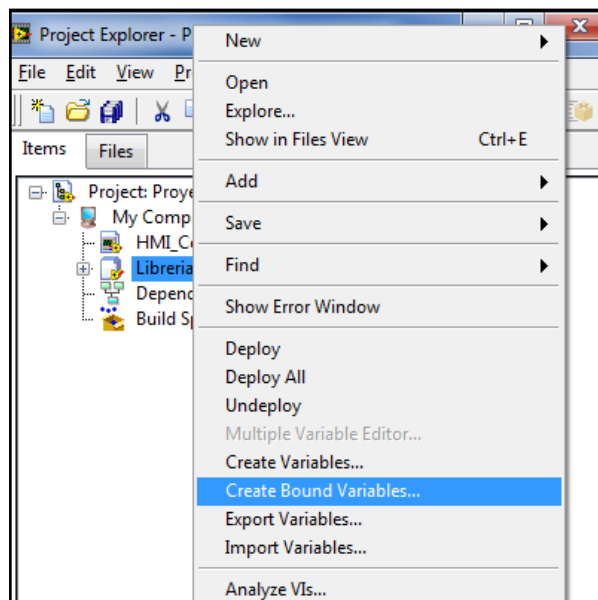 Project Explorer - P
File Edit View Pr
Items Files
Project: Proye
My Comp
HMI_C
Libreria
Depend
Build Sp
New
Open
Explore...
Show in Files View Ctrl+E
Add
Save
Find
Show Error Window
Deploy
Deploy All
Undeploy
Multiple Variable Editor...
Create Variables...
Create Bound Variables...
Export Variables...
Import Variables...
Analyze VIs...